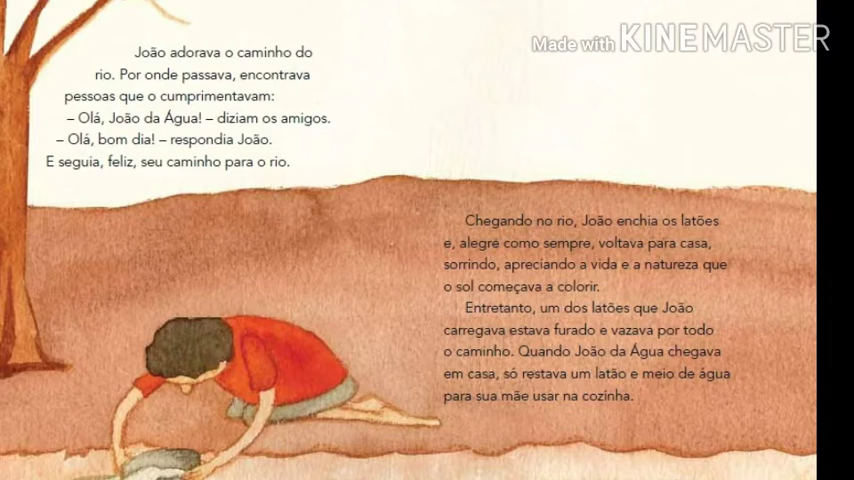 Made with KINEMASTER
João adorava o caminho do
rio. Por onde passava, encontrava
pessoas que o cumprimentavam:
– Olá, João da Água! – diziam os amigos.
– Olá, bom dia! – respondia João.
E seguia, feliz, seu caminho para o rio.
Chegando no rio, João enchia os latões
e, alegre como sempre, voltava para casa,
sorrindo, apreciando a vida e a natureza que
o sol começava a colorir.
Entretanto, um dos latões que João
carregava estava furado e vazava por todo
o caminho. Quando João da Água chegava
em casa, só restava um latão e meio de água
para sua mãe usar na cozinha.